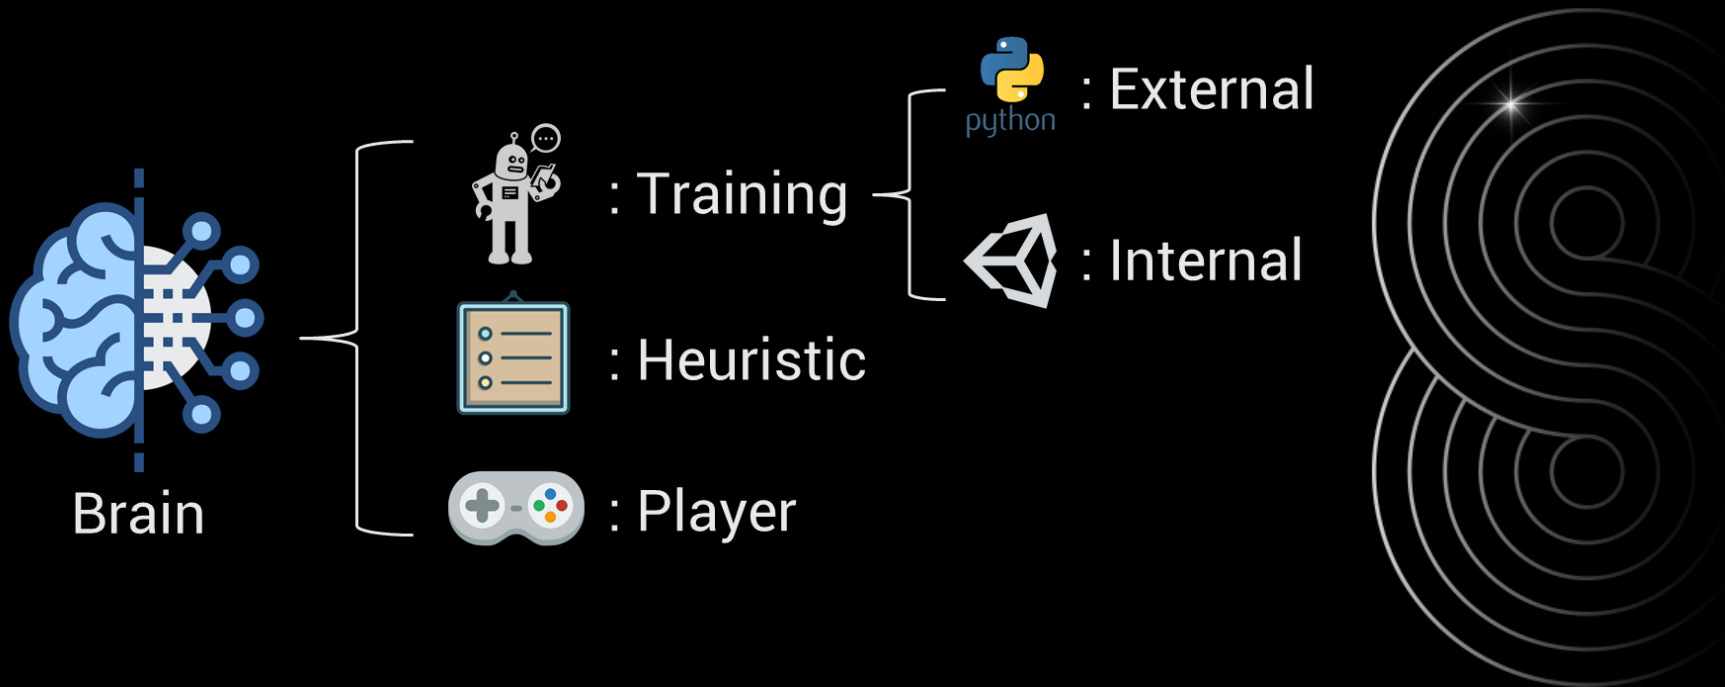 Brain
: Training
: Heuristic
: Player
python
: External
: Internal